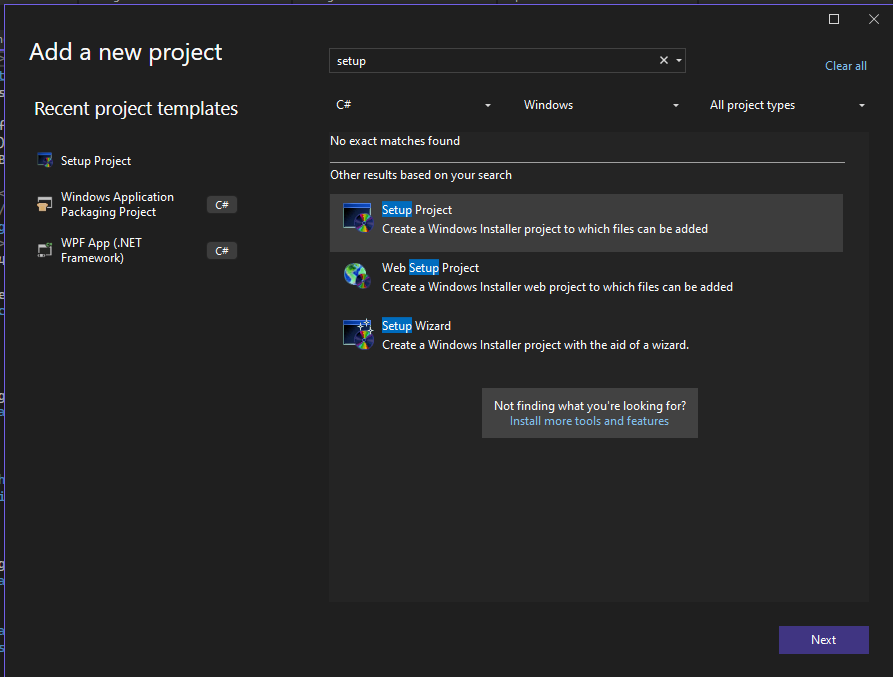 Add a new project
setup
Clear all
Recent project templates
C#
Windows
All project types
Setup Project
Windows Application
Packaging Project
C#
WPF App (.NET
Framework)
C#
No exact matches found
Other results based on your search
Setup Project
Create a Windows Installer project to which files can be added
Web Setup Project
Create a Windows Installer web project to which files can be added
Setup Wizard
Create a Windows Installer project with the aid of a wizard.
Not finding what you're looking for?
Install more tools and features
Next